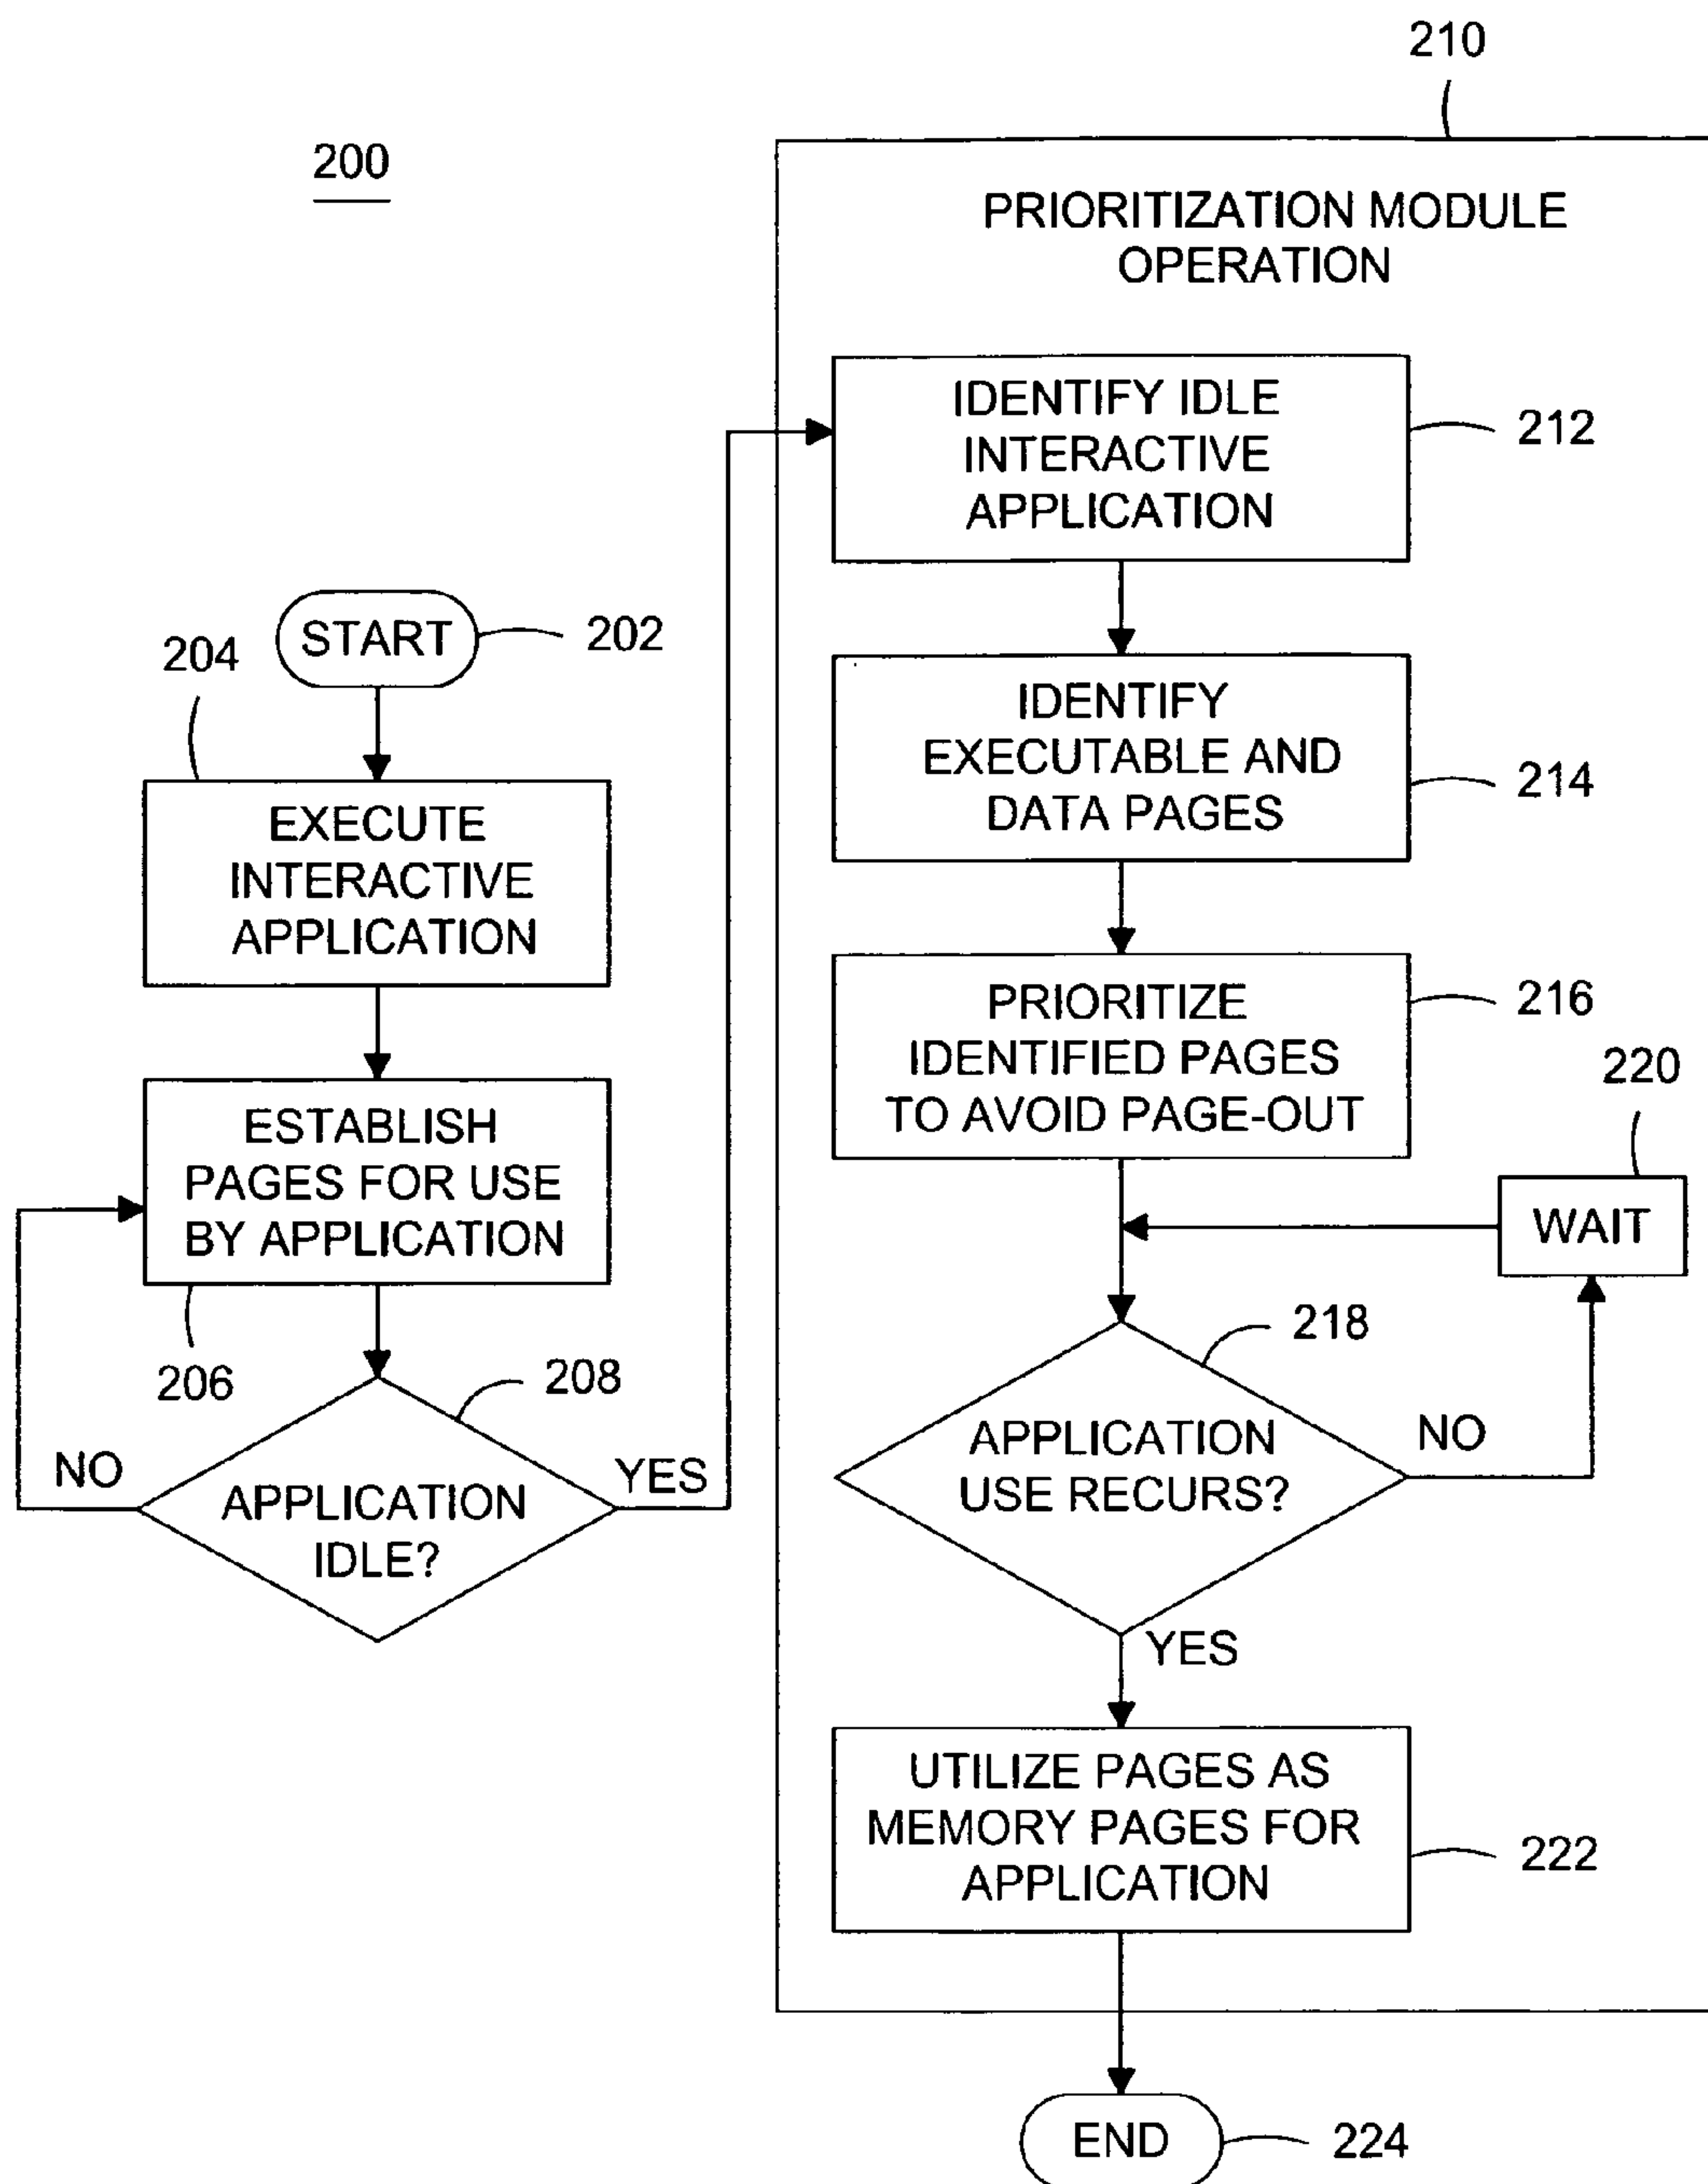 200
210
PRIORITIZATION MODULE
OPERATION
START
202
204
EXECUTE
INTERACTIVE
APPLICATION
ESTABLISH
PAGES FOR USE
BY APPLICATION
206
208
APPLICATION
IDLE?
NO
YES
IDENTIFY IDLE
INTERACTIVE
APPLICATION
212
IDENTIFY
EXECUTABLE AND
DATA PAGES
214
PRIORITIZE
IDENTIFIED PAGES
TO AVOID PAGE-OUT
216
220
WAIT
218
APPLICATION
USE RECURS?
NO
YES
UTILIZE PAGES AS
MEMORY PAGES FOR
APPLICATION
222
END
224